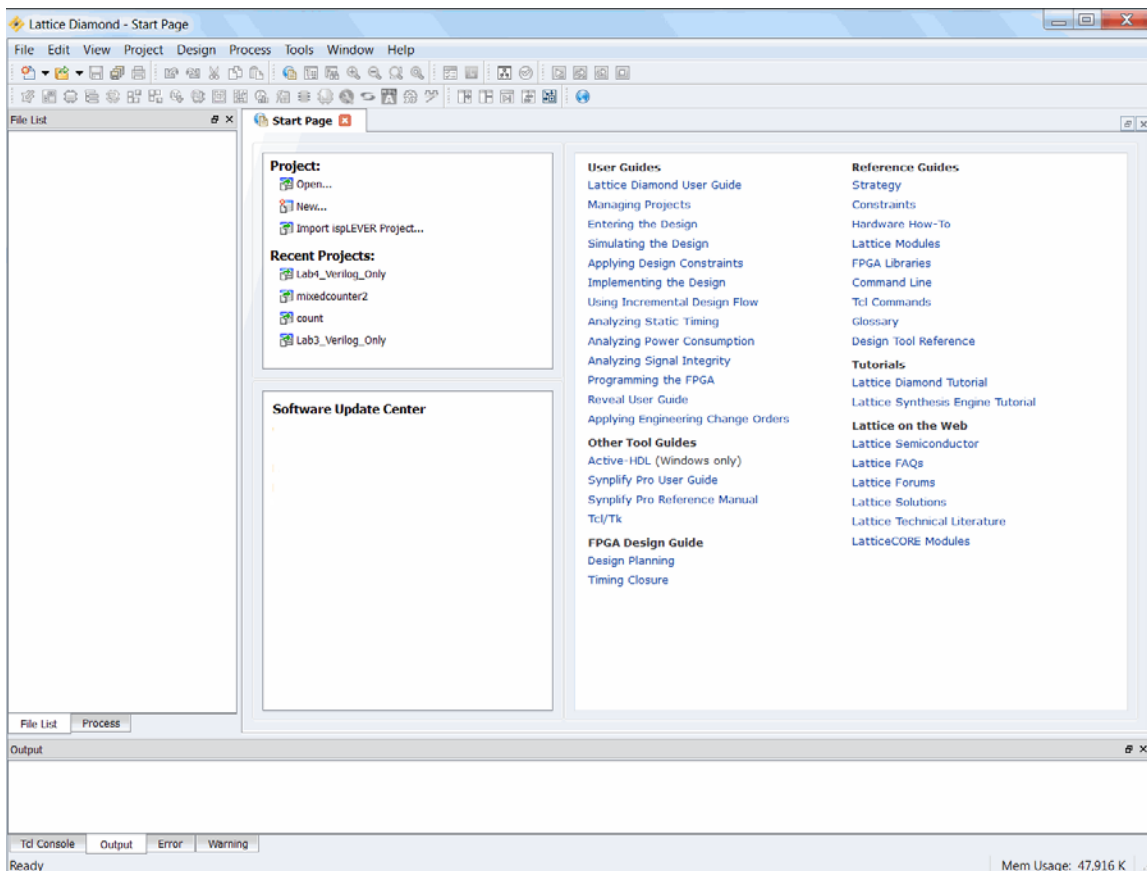 Lattice Diamond - Start Page
File Edit View Project Design Process Tools Window Help
File List
Start Page
Project:
Open...
New...
Import ispLEVER Project...
Recent Projects:
Lab4_Verilog_Only
mixedcounter2
count
Lab3_Verilog_Only
Software Update Center
User Guides
Lattice Diamond User Guide
Managing Projects
Entering the Design
Simulating the Design
Applying Design Constraints
Implementing the Design
Using Incremental Design Flow
Analyzing Static Timing
Analyzing Power Consumption
Analyzing Signal Integrity
Programming the FPGA
Reveal User Guide
Applying Engineering Change Orders
Other Tool Guides
Active-HDL (Windows only)
Synplify Pro User Guide
Synplify Pro Reference Manual
Tcl/Tk
FPGA Design Guide
Design Planning
Timing Closure
Reference Guides
Strategy
Constraints
Hardware How-To
Lattice Modules
FPGA Libraries
Command Line
Tcl Commands
Glossary
Design Tool Reference
Tutorials
Lattice Diamond Tutorial
Lattice Synthesis Engine Tutorial
Lattice on the Web
Lattice Semiconductor
Lattice FAQs
Lattice Forums
Lattice Solutions
Lattice Technical Literature
LatticeCORE Modules
File List Process
Output
Tcl Console Output Error Warning
Ready
Mem Usage: 47,916 K